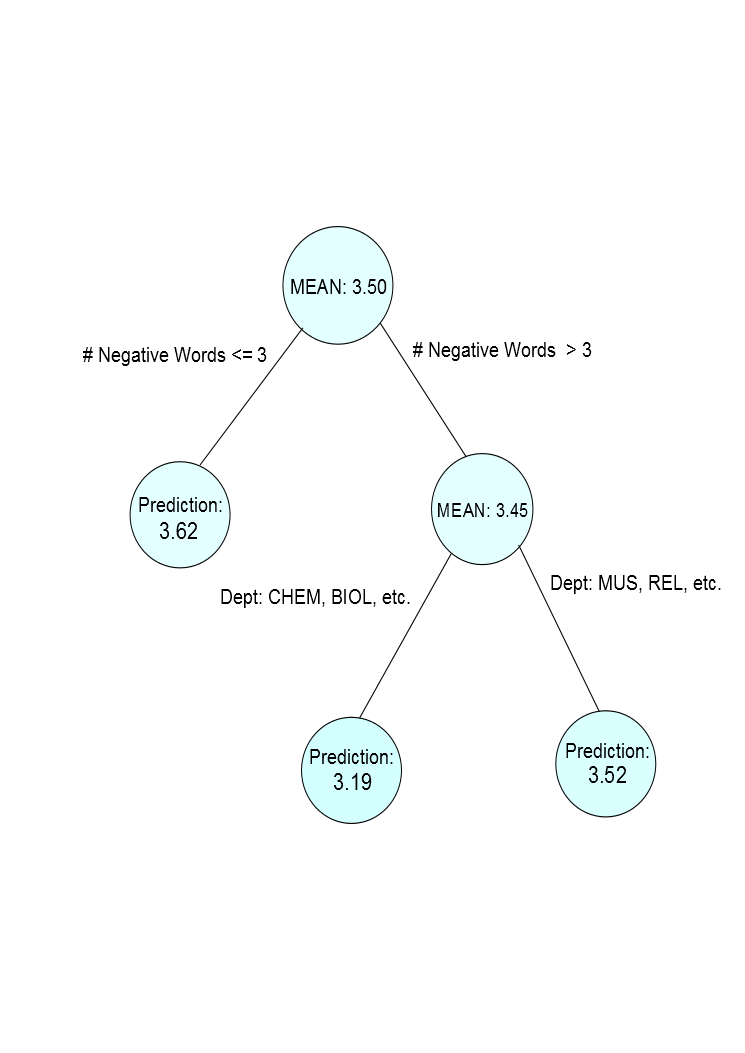 MEAN: 3.50
# Negative Words <= 3
# Negative Words  > 3
Prediction:
3.62
MEAN: 3.45
Dept: CHEM, BIOL, etc.
Dept: MUS, REL, etc.
Prediction:
3.19
Prediction:
3.52